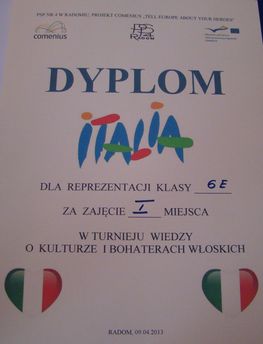 PSP NR 4 W RADOMIU, PROJEKT COMENIUS „TELL EUROPE ABOUT YOUR HEROES"
comenius
RADOM
DYPLOM
ITALIA
DLA REPREZENTACJI KLASY 6E
ZA ZAJĘCIE I MIEJSCA
W TURNIEJU WIEDZY
O KULTURZE I BOHATERACH WŁOSKICH
RADOM, 09.04.2013